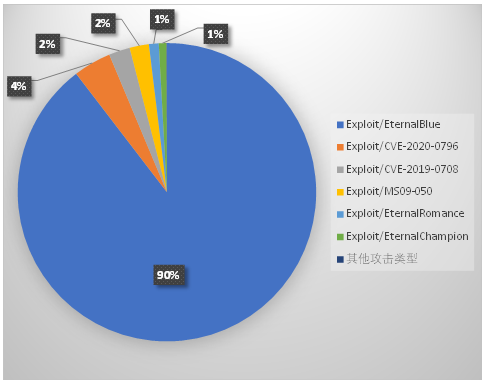 2%
1%
2%
1%
4%
90%
Exploit/EternalBlue
Exploit/CVE-2020-0796
Exploit/CVE-2019-0708
Exploit/MS09-050
Exploit/EternalRomance
Exploit/EternalChampion
其他攻击类型